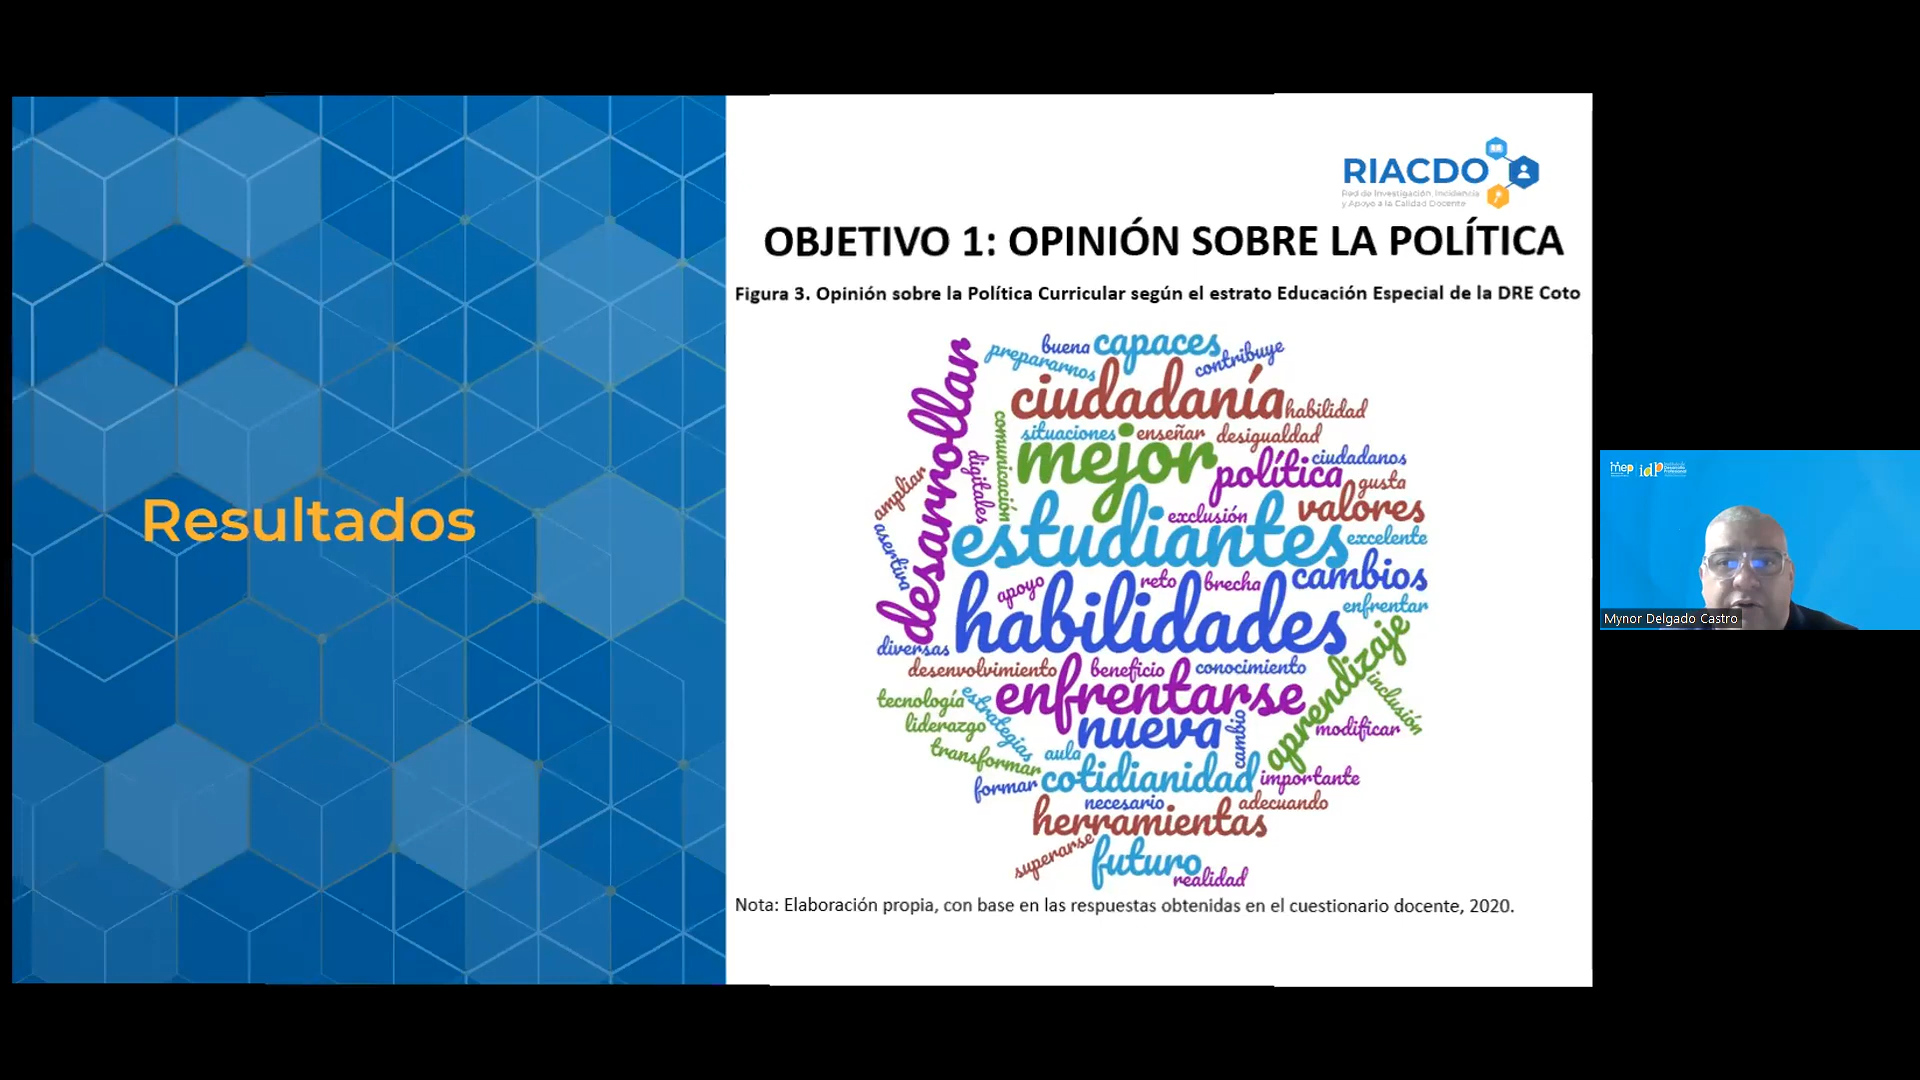 Resultados
RIACDO
Red de Investigación, Incidencia
y Apoyo a la Calidad Docente
OBJETIVO 1: OPINIÓN SOBRE LA POLÍTICA
Figura 3. Opinión sobre la Política Curricular según el estrato Educación Especial de la DRE Coto
buena
capaces
contribuye
prepararnos
desarrollar
ciudadanía
habilidad
comunicación
situaciones
enseñar
desigualdad
mejor
política
ciudadanos
digitales
ampliar
gusta
valores
exclusión
estudiantes
excelente
asertiva
apoyo
reto
brecha
cambios
habilidades
enfrentar
diversas
desenvolvimiento
beneficio
conocimiento
aprendizaje
inclusión
tecnología
estrategias
enfrentarse
liderazgo
nueva
cambio
modificar
transformar
aula
formar
cotidianidad
importante
necesario
adecuando
herramientas
superarse
futuro
realidad
Nota: Elaboración propia, con base en las respuestas obtenidas en el cuestionario docente, 2020.
mep
idp
Mynor Delgado Castro